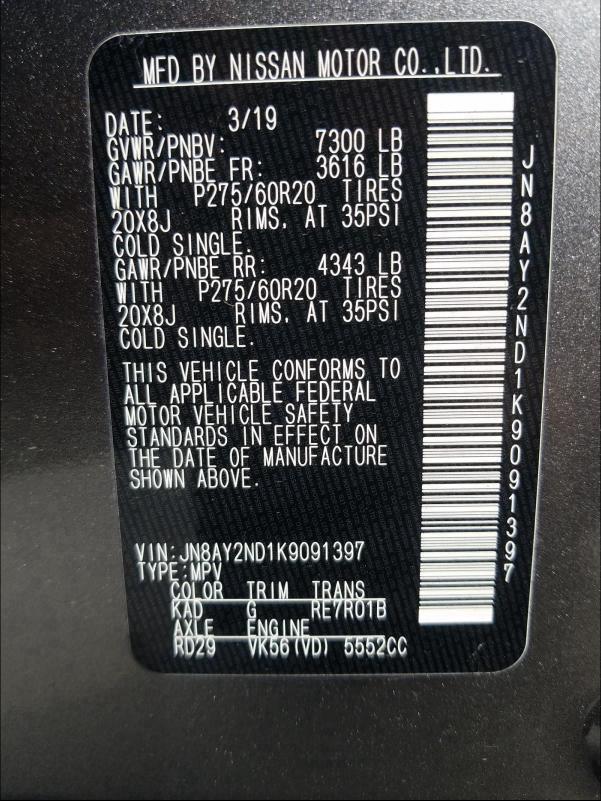 MFD BY NISSAN MOTOR CO.,LTD.
DATE: 3/19
GVWR/PNBV: 7300 LB
GAWR/PNBE FR: 3616 LB
WITH P275/60R20 TIRES
20X8J RIMS, AT 35PSI
COLD SINGLE.
GAWR/PNBE RR: 4343 LB
WITH P275/60R20 TIRES
20X8J RIMS, AT 35PSI
COLD SINGLE.
THIS VEHICLE CONFORMS TO
ALL APPLICABLE FEDERAL
MOTOR VEHICLE SAFETY
STANDARDS IN EFFECT ON
THE DATE OF MANUFACTURE
SHOWN ABOVE.
VIN:JN8AY2ND1K9091397
TYPE:MPV
COLOR TRIM TRANS
KAD G RE7R01B
AXLE ENGINE
RD29 VK56(VD) 5552CC
JN8AY2ND1K9091397